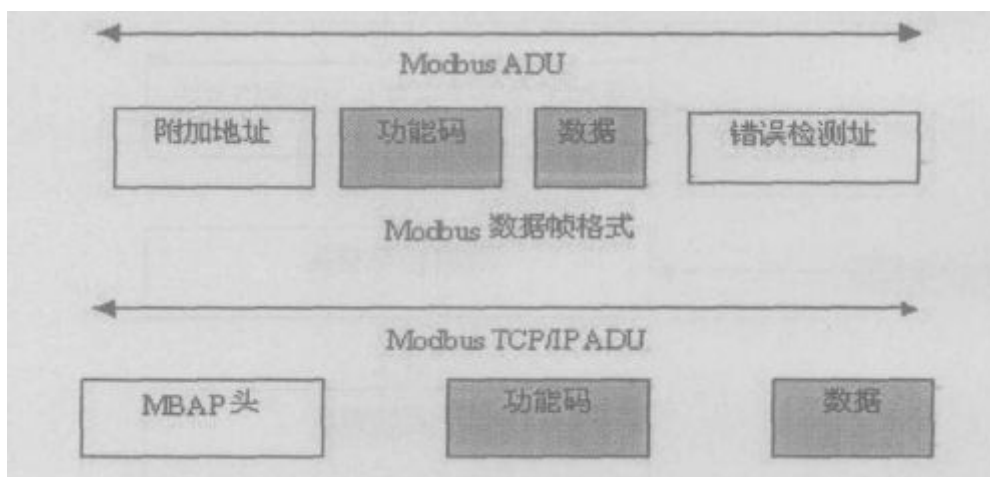 Modbus ADU
附加地址 功能码 数据 错误检测址
Modbus 数据帧格式
Modbus TCP/IP ADU
MBAP头 功能码 数据